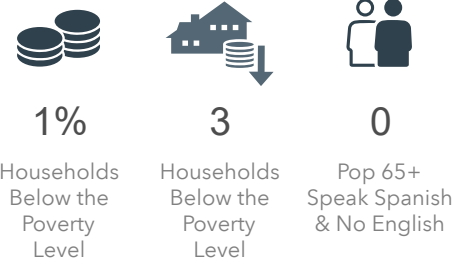 1%
Households
Below the
Poverty
Level
3
Households
Below the
Poverty
Level
0
Pop 65+
Speak Spanish
& No English